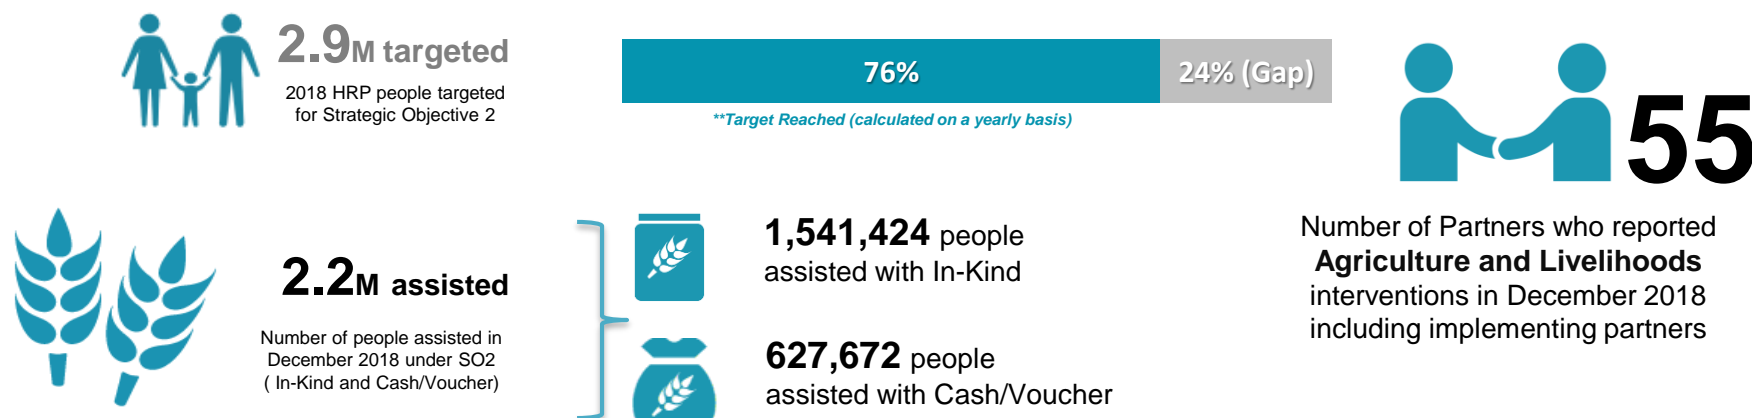 2.9M targeted
2018 HRP people targeted
for Strategic Objective 2
76%
24% (Gap)
**Target Reached (calculated on a yearly basis)
55
Number of Partners who reported
Agriculture and Livelihoods
interventions in December 2018
including implementing partners
2.2M assisted
Number of people assisted in
December 2018 under SO2
( In-Kind and Cash/Voucher)
1,541,424 people
assisted with In-Kind
627,672 people
assisted with Cash/Voucher